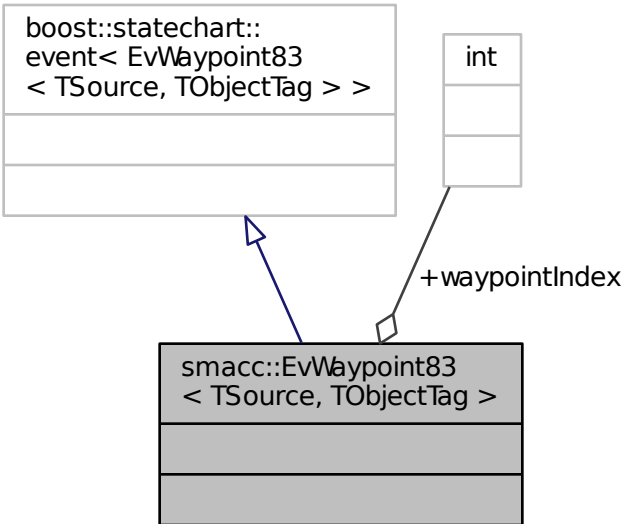 boost::statechart::
event< EvWaypoint83
< TSource, TObjectTag > >
int
+waypointIndex
smacc::EvWaypoint83
< TSource, TObjectTag >